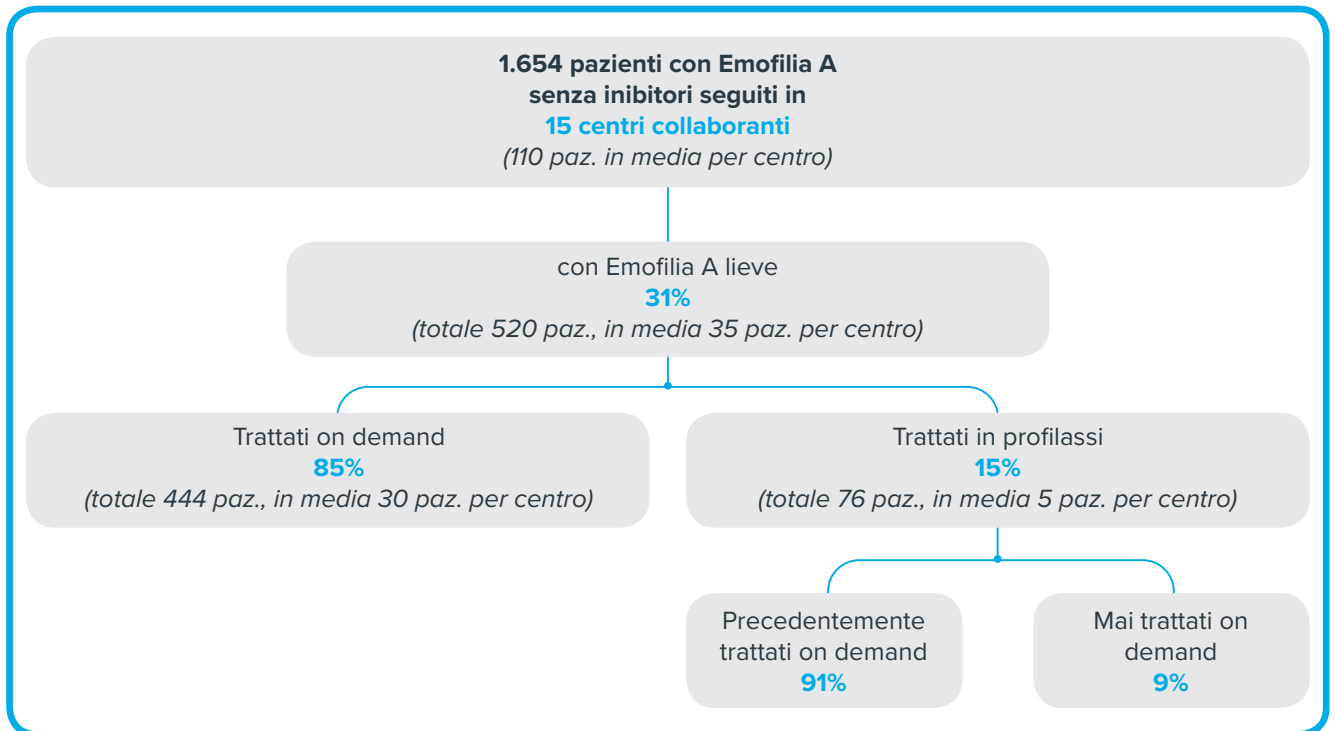 1.654 pazienti con Emofilia A
senza inibitori seguiti in
15 centri collaboranti
(110 paz. in media per centro)
con Emofilia A lieve
31%
(totale 520 paz., in media 35 paz. per centro)
Trattati on demand
85%
(totale 444 paz., in media 30 paz. per centro)
Trattati in profilassi
15%
(totale 76 paz., in media 5 paz. per centro)
Precedentemente
trattati on demand
91%
Mai trattati on
demand
9%